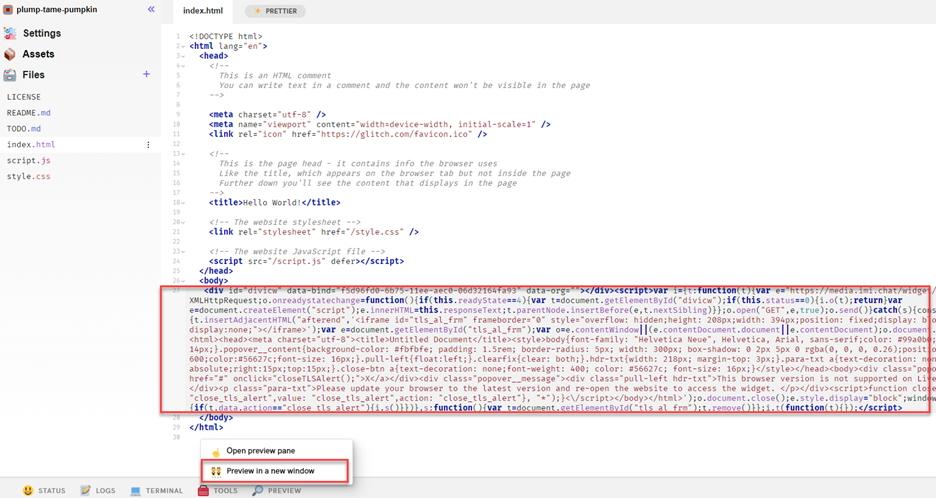 plump-tame-pumpkin
«
index.html
PRETTIER
Settings
Assets
Files
+
LICENSE
README.md
TODO.md
index.html
script.js
style.css
1 <!DOCTYPE html>
2 <html lang="en">
3 <head>
4 <!--
5 This is an HTML comment
6 You can write text in a comment and the content won't be visible in the page
7 -->
8
9 <meta charset="utf-8" />
10 <meta name="viewport" content="width=device-width, initial-scale=1" />
11 <link rel="icon" href="https://glitch.com/favicon.ico" />
12
13 <!--
14 This is the page head - it contains info the browser uses
15 Like the title, which appears on the browser tab but not inside the page
16 Further down you'll see the content that displays in the page
17 -->
18 <title>Hello World!</title>
19
20 <!-- The website stylesheet -->
21 <link rel="stylesheet" href="/style.css" />
22
23 <!-- The website JavaScript file -->
24 <script src="/script.js" defer></script>
25 </head>
26 <body>
27 <div id="divicw" data-bind="f5d96fd0-6b75-11ee-aec0-06d32164fa93" data-org=""></div><script>var i={t:function(t){var e="https://media.imi.chat/widget/
XMLHttpRequest;o.onreadystatechange=function(){if(this.readyState==4){var t=document.getElementById("divicw");if(this.status==0){i.o(t);return}var
e=document.createElement("script");e.innerHTML=this.responseText;t.parentNode.insertBefore(e,t.nextSibling)}};o.open("GET",e,true);o.send()}catch(s){cons
{t.insertAdjacentHTML("afterend",'<iframe id="tls_al_frm" frameborder="0" style="overflow: hidden;height: 208px;width: 394px;position: fixed;display: bl
display:none;"></iframe>');var e=document.getElementById("tls_al_frm");var o=e.contentWindow||(e.contentDocument.document||e.contentDocument);o.document
<html><head><meta charset="utf-8"><title>Untitled Document</title><style>body{font-family: "Helvetica Neue", Helvetica, Arial, sans-serif;color: #99a0b0
14px;}.popover__content{background-color: #fbfbfe; padding: 1.5rem; border-radius: 5px; width: 300px; box-shadow: 0 2px 5px 0 rgba(0, 0, 0, 0.26);positio
600;color:#56627c;font-size: 16px;}.pull-left{float:left;}.clearfix{clear: both;}.hdr-txt{width: 218px; margin-top: 3px;}.para-txt a{text-decoration: non
absolute;right:15px;top:15px;}.close-btn a{text-decoration: none;font-weight: 400; color: #56627c; font-size: 16px;}</style></head><body><div class="popo
href="#" onclick="closeTLSAlert();">X</a></div><div class="popover__message"><div class="pull-left hdr-txt">This browser version is not supported on Live
</div><p class="para-txt">Please update your browser to the latest version and re-open the website to access the widget. </p></div><script>function close
"close_tls_alert",value: "close_tls_alert",action: "close_tls_alert"}, "*");}<\/script></body></html>');o.document.close();e.style.display="block";window
{if(t.data.action=="close_tls_alert"){i.s()}})},s:function(){var t=document.getElementById("tls_al_frm");t.remove()}};i.t(function(t){});</script>
28 </body>
29 </html>
30
Open preview pane
Preview in a new window
STATUS
LOGS
TERMINAL
TOOLS
PREVIEW